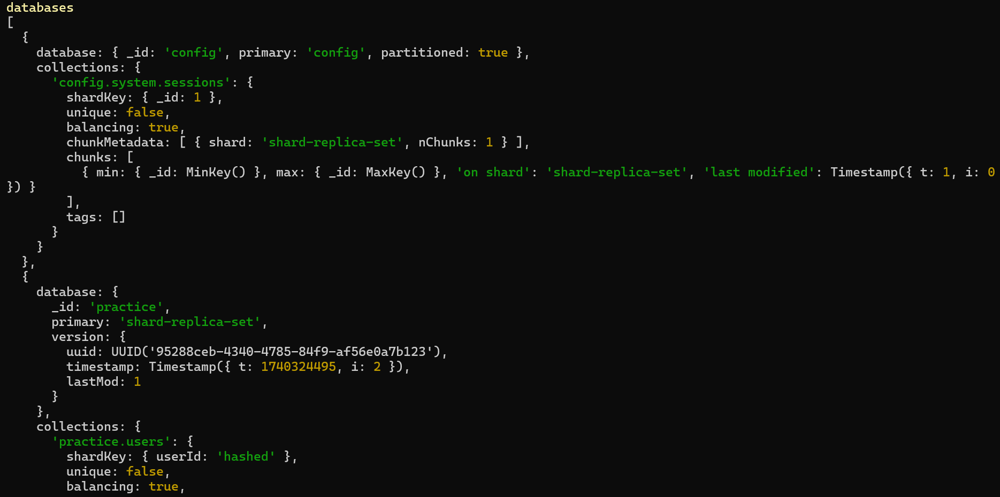 databases
[
  {
    database: { _id: 'config', primary: 'config', partitioned: true },
    collections: {
      'config.system.sessions': {
        shardKey: { _id: 1 },
        unique: false,
        balancing: true,
        chunkMetadata: [ { shard: 'shard-replica-set', nChunks: 1 } ],
        chunks: [
          { min: { _id: MinKey() }, max: { _id: MaxKey() }, 'on shard': 'shard-replica-set', 'last modified': Timestamp({ t: 1, i: 0
}) }
        ],
        tags: []
      }
    }
  },
  {
    database: {
      _id: 'practice',
      primary: 'shard-replica-set',
      version: {
        uuid: UUID('95288ceb-4340-4785-84f9-af56e0a7b123'),
        timestamp: Timestamp({ t: 1740324495, i: 2 }),
        lastMod: 1
      }
    },
    collections: {
      'practice.users': {
        shardKey: { userId: 'hashed' },
        unique: false,
        balancing: true,